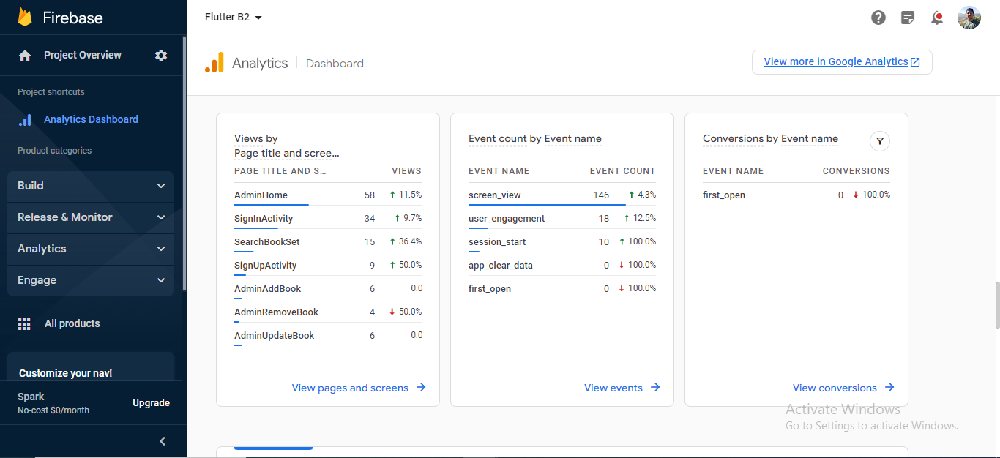 Firebase
Flutter B2
Project Overview
Analytics
Dashboard
View more in Google Analytics
Project shortcuts
Analytics Dashboard
Product categories
Build
Release & Monitor
Analytics
Engage
All products
Customize your nav!
Spark
No-cost $0/month
Upgrade
Views by
Page title and scree...
PAGE TITLE AND S... VIEWS
AdminHome 58 ↑ 11.5%
SignInActivity 34 ↑ 9.7%
SearchBookSet 15 ↑ 36.4%
SignUpActivity 9 ↑ 50.0%
AdminAddBook 6 0.0
AdminRemoveBook 4 ↓ 50.0%
AdminUpdateBook 6 0.0
View pages and screens →
Event count by Event name
EVENT NAME EVENT COUNT
screen_view 146 ↑ 4.3%
user_engagement 18 ↑ 12.5%
session_start 10 ↑ 100.0%
app_clear_data 0 ↓ 100.0%
first_open 0 ↓ 100.0%
View events →
Conversions by Event name
EVENT NAME CONVERSIONS
first_open 0 ↓ 100.0%
View conversions →
Activate Windows
Go to Settings to activate Windows.